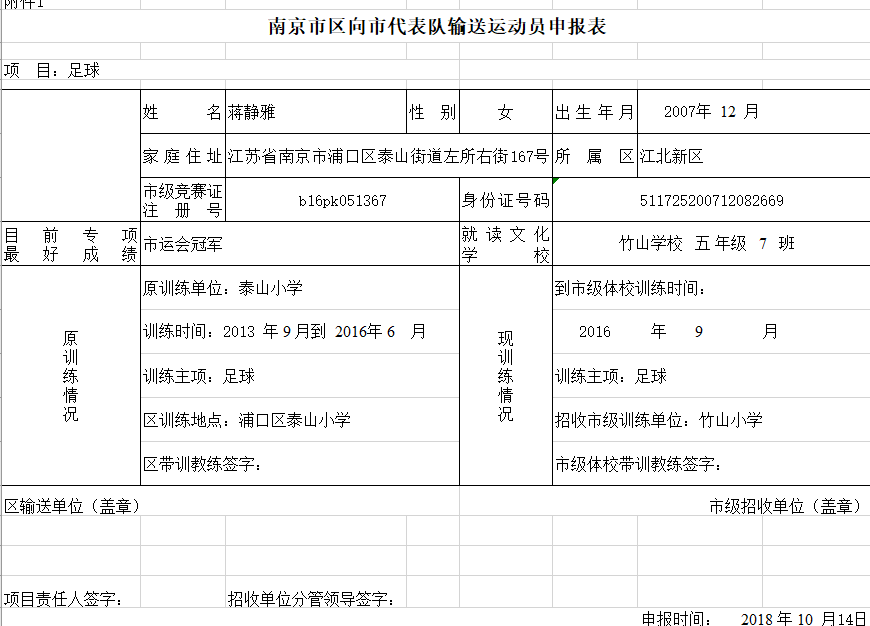 附件1
南京市区向市代表队输送运动员申报表
项 目：足球
姓 名 蒋静雅 性 别 女 出生年月 2007年 12 月
家庭住址 江苏省南京市浦口区泰山街道左所右街167号 所 属 区 江北新区
市级竞赛证注 册 号 b16pk051367 身份证号码 511725200712082669
目 前 专 项最 好 成 绩 市运会冠军 就读文化学 校 竹山学校 五 年级 7 班
原训练情况
原训练单位：泰山小学
训练时间：2013 年 9 月到 2016年 6 月
训练主项：足球
区训练地点：浦口区泰山小学
区带训教练签字：
现训练情况
到市级体校训练时间：
2016 年 9 月
训练主项：足球
招收市级训练单位：竹山小学
市级体校带训教练签字：
区输送单位（盖章） 市级招收单位（盖章）
项目责任人签字： 招收单位分管领导签字：
申报时间： 2018 年 10 月14日